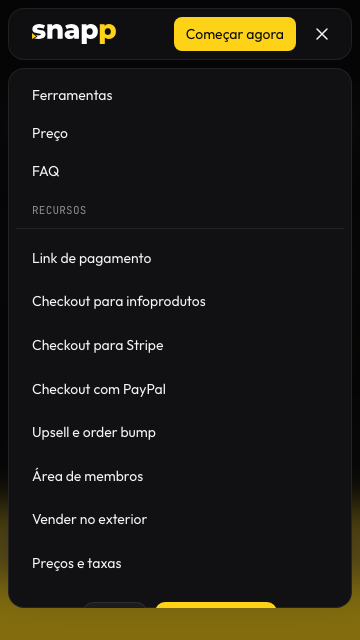 snapp
Começar agora
Ferramentas
Preço
FAQ
RECURSOS
Link de pagamento
Checkout para infoprodutos
Checkout para Stripe
Checkout com PayPal
Upsell e order bump
Área de membros
Vender no exterior
Preços e taxas